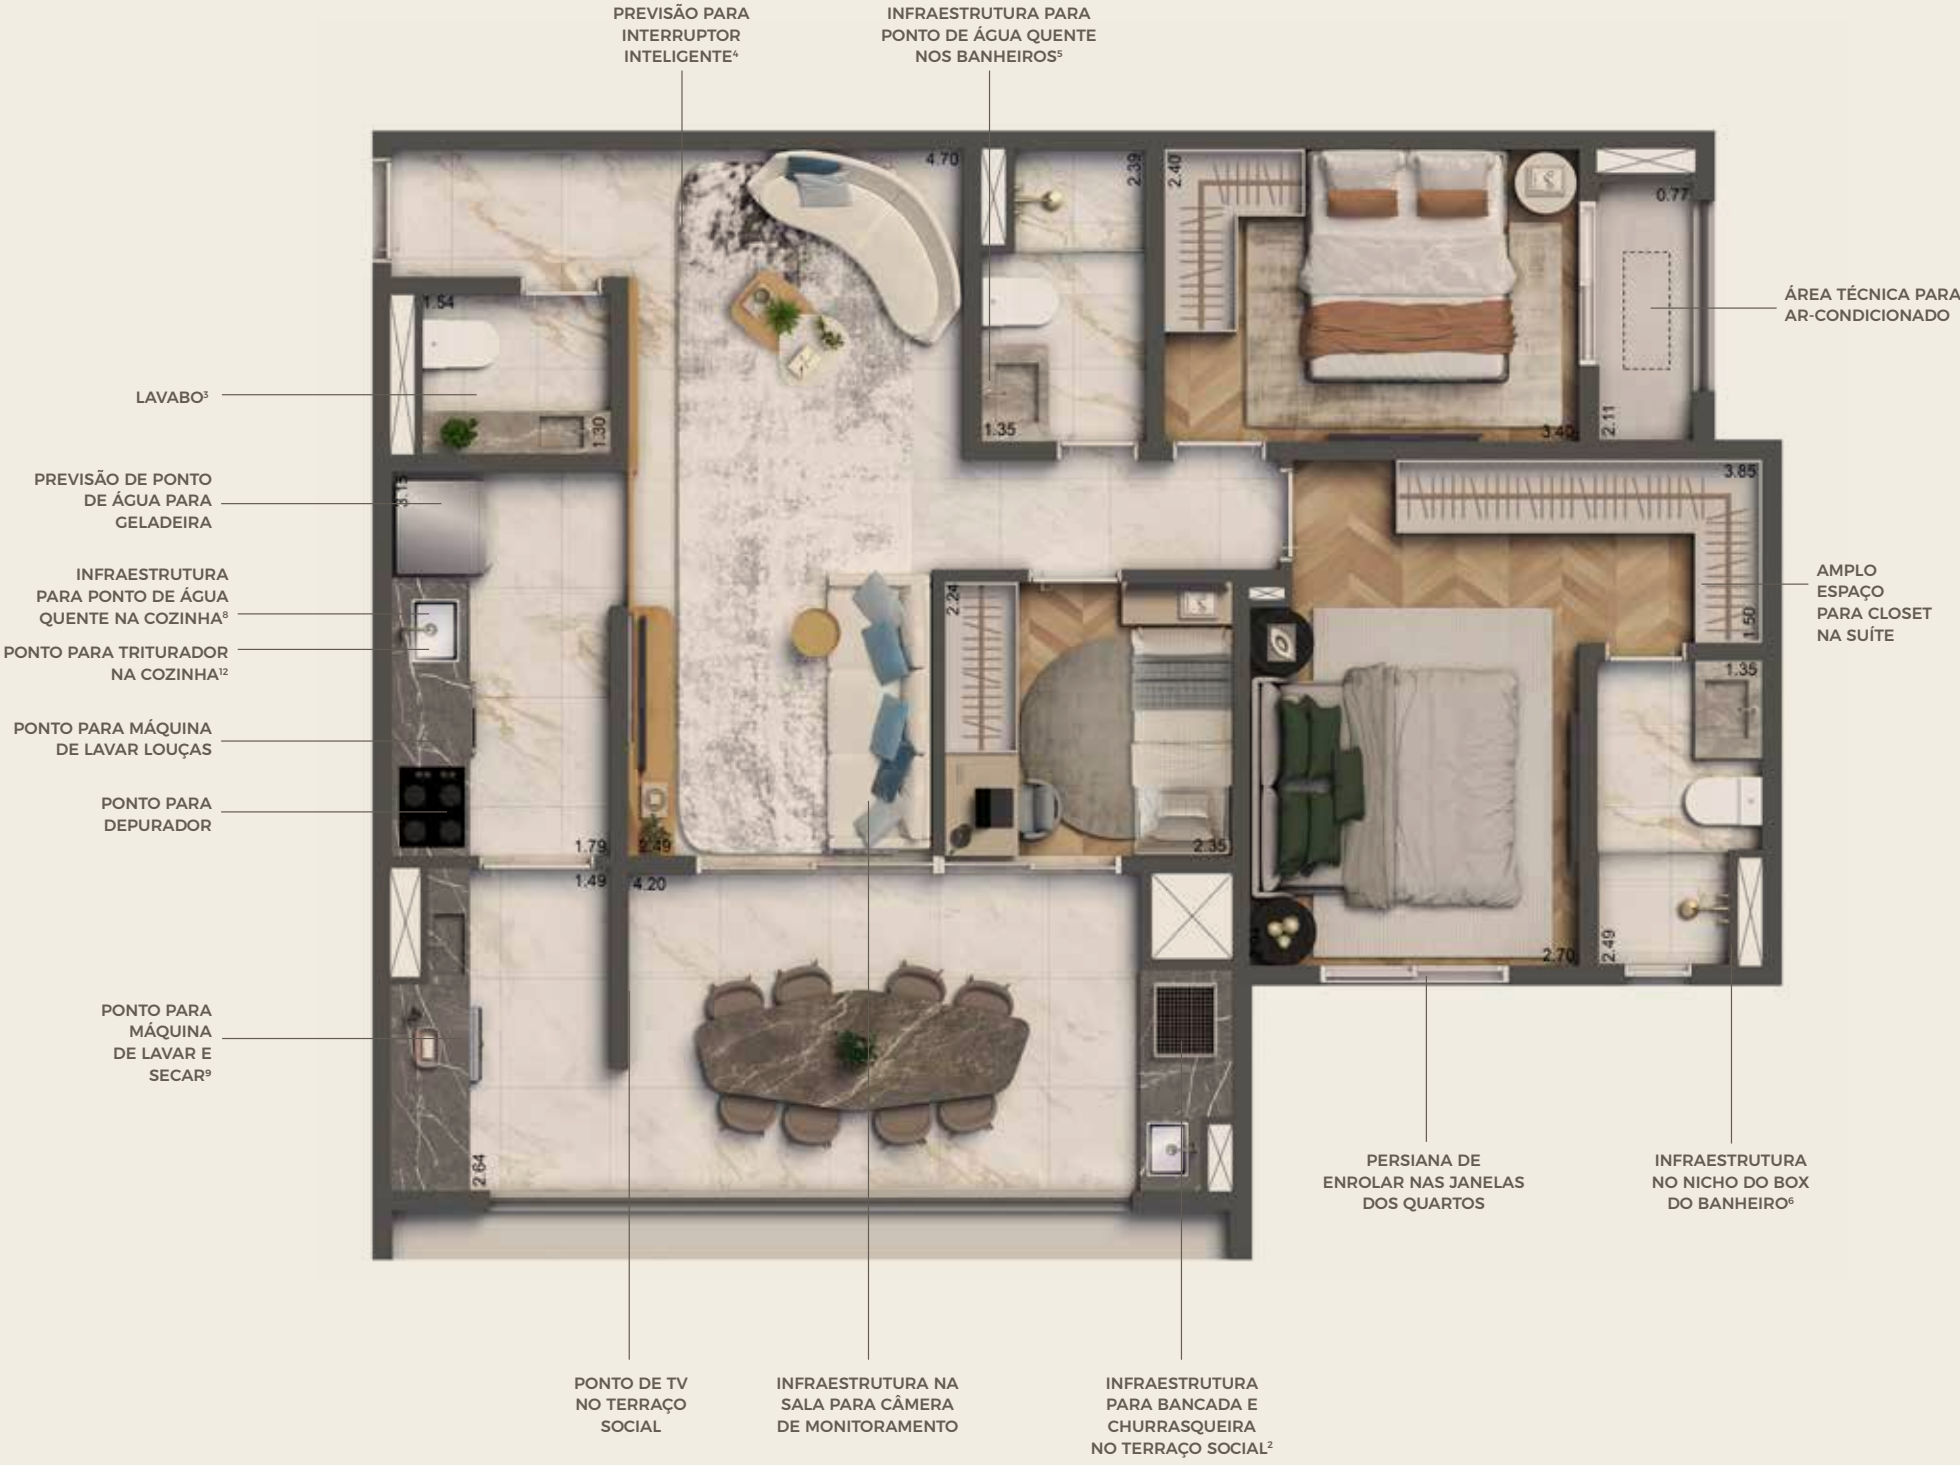 PREVISÃO PARA
INTERRUPTOR
INTELIGENTE⁴
INFRAESTRUTURA PARA
PONTO DE ÁGUA QUENTE
NOS BANHEIROS⁵
4.70
2.39
2.40
0.77
ÁREA TÉCNICA PARA
AR-CONDICIONADO
1.54
LAVABO³
1.30
1.35
3.40
2.11
PREVISÃO DE PONTO
DE ÁGUA PARA
GELADEIRA
3.15
3.85
INFRAESTRUTURA
PARA PONTO DE ÁGUA
QUENTE NA COZINHA⁸
2.24
AMPLO
ESPAÇO
PARA CLOSET
NA SUÍTE
1.50
PONTO PARA TRITURADOR
NA COZINHA¹²
1.35
PONTO PARA MÁQUINA
DE LAVAR LOUÇAS
PONTO PARA
DEPURADOR
1.79
2.49
2.35
1.49
4.20
2.70
2.49
PONTO PARA
MÁQUINA
DE LAVAR E
SECAR⁹
2.64
PERSIANA DE
ENROLAR NAS JANELAS
DOS QUARTOS
INFRAESTRUTURA
NO NICHO DO BOX
DO BANHEIRO⁶
PONTO DE TV
NO TERRAÇO
SOCIAL
INFRAESTRUTURA NA
SALA PARA CÂMERA
DE MONITORAMENTO
INFRAESTRUTURA
PARA BANCADA E
CHURRASQUEIRA
NO TERRAÇO SOCIAL²